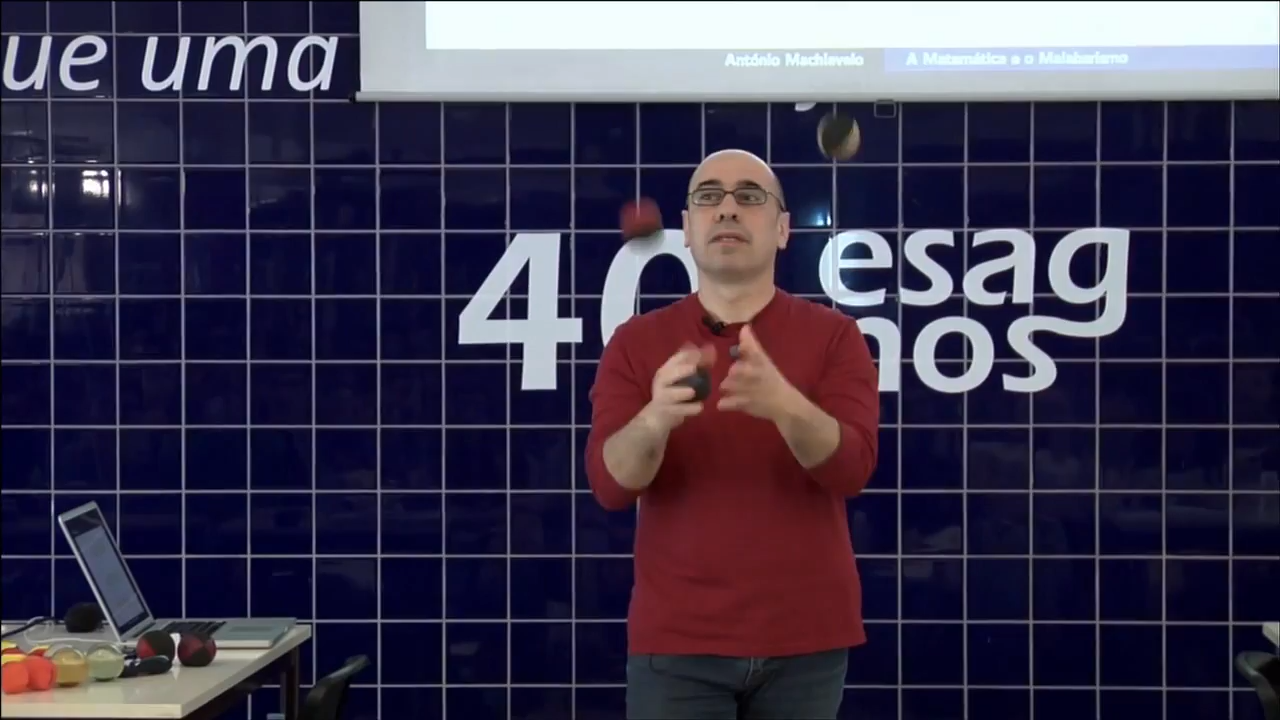 ue uma
António Machiavelo
A Matemática e o Malabarismo
40
esag
nos